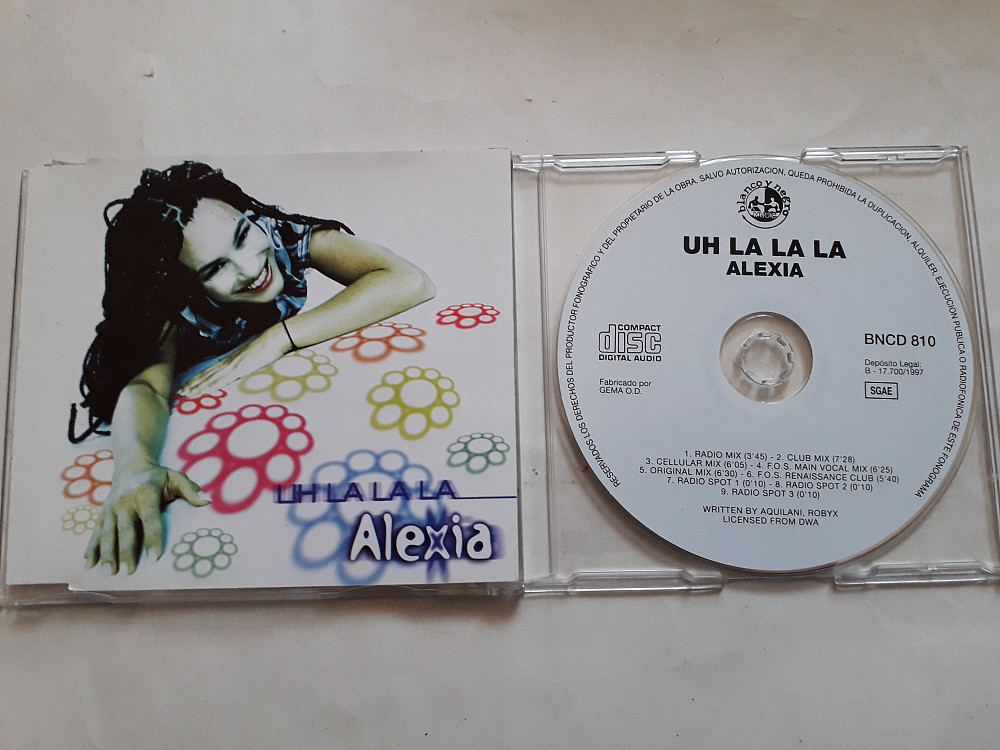 UH LA LA LA
Alexia
RESERVADOS LOS DERECHOS DEL PRODUCTOR FONOGRAFICO Y DEL PROPIETARIO DE LA OBRA. SALVO AUTORIZACION, QUEDA PROHIBIDA LA DUPLICACION, ALQUILER, EJECUCION PUBLICA O RADIOFONICA DE ESTE FONOGRAMA
blanco y negro
MUSIC
UH LA LA LA
ALEXIA
COMPACT
disc
DIGITAL AUDIO
BNCD 810
Fabricado por
GEMA O.D.
Depósito Legal:
B - 17.700/1997
SGAE
1. RADIO MIX (3'45) - 2. CLUB MIX (7'28)
3. CELLULAR MIX (6'05) - 4. F.O.S. MAIN VOCAL MIX (6'25)
5. ORIGINAL MIX (6'30) - 6. F.O.S. RENAISSANCE CLUB (5'40)
7. RADIO SPOT 1 (0'10) - 8. RADIO SPOT 2 (0'10)
9. RADIO SPOT 3 (0'10)
WRITTEN BY AQUILANI, ROBYX
LICENSED FROM DWA